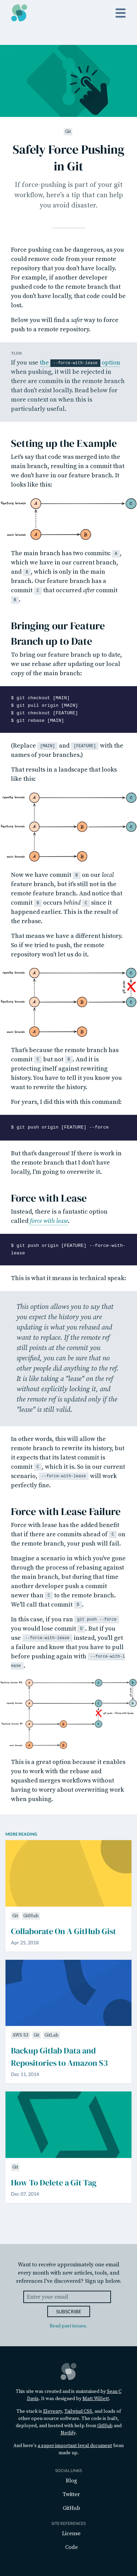 Git
Safely Force Pushing
in Git
If force-pushing is part of your git
workflow, here's a tip that can help
you avoid disaster.
Force pushing can be dangerous, as you
could remove code from your remote
repository that you don't have locally.
For example, if another developer
pushed code to the remote branch that
you don't have locally, that code will be
lost.
Below you will find a safer way to force
push to a remote repository.
TL;DR
If you use the --force-with-lease option
when pushing, it will be rejected in
there are commits in the remote branch
that don't exist locally. Read below for
more context on when this is
particularly useful.
Setting up the Example
Let's say that code was merged into the
main branch, resulting in a commit that
we don't have in our feature branch. It
looks like this:
feature branch
A
C
A
B
The main branch has two commits: A ,
which we have in our current branch,
and B , which is only in the main
branch. Our feature branch has a
commit C that occurred after commit
B .
Bringing our Feature
Branch up to Date
To bring our feature branch up to date,
we use rebase after updating our local
copy of the main branch:
$ git checkout [MAIN]
$ git pull origin [MAIN]
$ git checkout [FEATURE]
$ git rebase [MAIN]
(Replace [MAIN] and [FEATURE] with the
names of your branches.)
That results in a landscape that looks
like this:
A
C
A
B
C
main branch
A
B
Now we have commit B on our local
feature branch, but it's still not in the
remote feature branch. And notice that
commit B occurs behind C since it
happened earlier. This is the result of
the rebase.
That means we have a different history.
So if we tried to push, the remote
repository won't let us do it.
A
C
A
B
C
main branch
A
B
That's because the remote branch has
commit C but not B . And it is
protecting itself against rewriting
history. You have to tell it you know you
want to rewrite the history.
For years, I did this with this command:
$ git push origin [FEATURE] --force
But that's dangerous! If there is work in
the remote branch that I don't have
locally, I'm going to overwrite it.
Force with Lease
Instead, there is a fantastic option
called force with lease.
$ git push origin [FEATURE] --force-with-
lease
This is what it means in technical speak:
This option allows you to say that
you expect the history you are
updating is what you rebased and
want to replace. If the remote ref
still points at the commit you
specified, you can be sure that no
other people did anything to the ref.
It is like taking a "lease" on the ref
without explicitly locking it, and
the remote ref is updated only if the
"lease" is still valid.
In other words, this will allow the
remote branch to rewrite its history, but
it expects that the last commit is
commit C , which it is. So in our current
scenario, --force-with-lease will work
perfectly fine.
Force with Lease Failure
Force with lease has the added benefit
that if there are commits ahead of C on
the remote branch, your push will fail.
Imagine a scenario in which you've gone
through the process of rebasing your
branch, but that during that time
another developer push a commit
newer than C to the remote branch.
We'll call that commit D .
In this case, if you ran git push --force
you would lose commit D . But if you
used --force-with-lease instead, you'll get
a failure and know that you have to pull
before pushing again with --force-with-l
ease .
This is a great option because it enables
you to work with the rebase and
squashed merges workflows without
having to worry about overwriting work
when pushing.
MORE READING
Git
GitHub
Collaborate On A GitHub Gist
Apr 25, 2018
AWS S3
Git
GitLab
Backup Gitlab Data and
Repositories to Amazon S3
Dec 11, 2014
Git
How To Delete a Git Tag
Dec 07, 2014
Want to receive approximately one email
every month with new articles, tools, and
references I've discovered? Sign up below.
Enter your email
SUBSCRIBE
Read past issues.
This site was created and is maintained by Sean C
Davis. It was designed by Matt Willett.
The stack is Eleventy, Tailwind CSS, and loads of
other open-source software. The code is built,
deployed, and hosted with help from GitHub and
Netlify.
And here's a super important legal document Sean
made up.
SOCIAL LINKS
Blog
Twitter
GitHub
SITE REFERENCES
License
Code